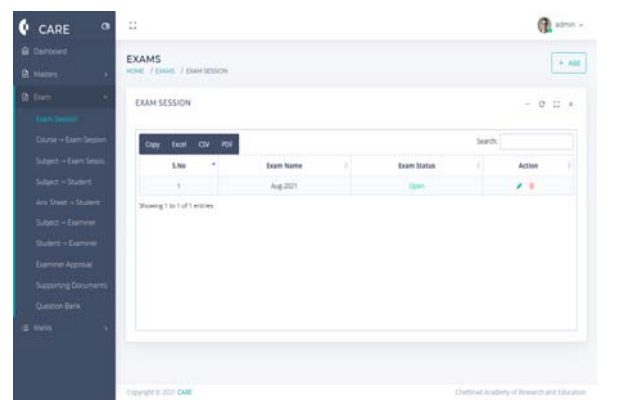 CARE
admin
Dashboard
Masters
Exam
Exam Session
Course → Exam Session
Subject → Exam Sessio...
Subject → Student
Ans. Sheet → Student
Subject → Examiner
Student → Examiner
Examiner Approval
Supporting Documents
Question Bank
Marks
EXAMS
HOME / EXAMS / EXAM SESSION
+ Add
EXAM SESSION
Copy Excel CSV PDF
Search:
S.No Exam Name Exam Status Action
1 Aug-2021 Open
Showing 1 to 1 of 1 entries
Copyright © 2021 CARE
Chettinad Academy of Research and Education